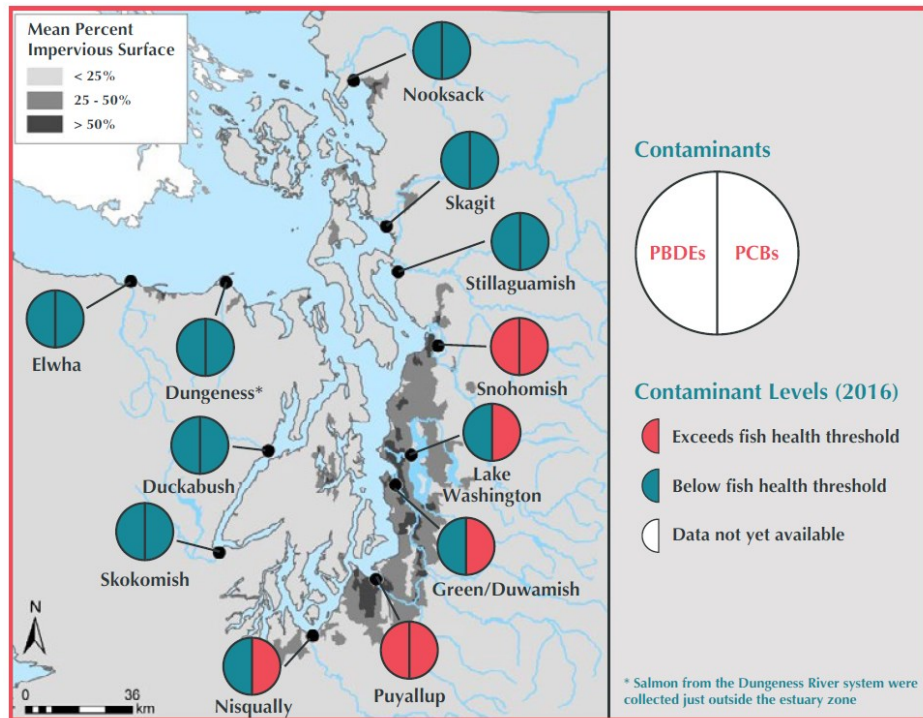 Mean Percent
Impervious Surface
< 25%
25 - 50%
> 50%
Nooksack
Skagit
Stillaguamish
Elwha
Dungeness*
Snohomish
Duckabush
Lake
Washington
Skokomish
Green/Duwamish
Nisqually
Puyallup
N
0 36
km
Contaminants
PBDEs PCBs
Contaminant Levels (2016)
Exceeds fish health threshold
Below fish health threshold
Data not yet available
* Salmon from the Dungeness River system were
collected just outside the estuary zone